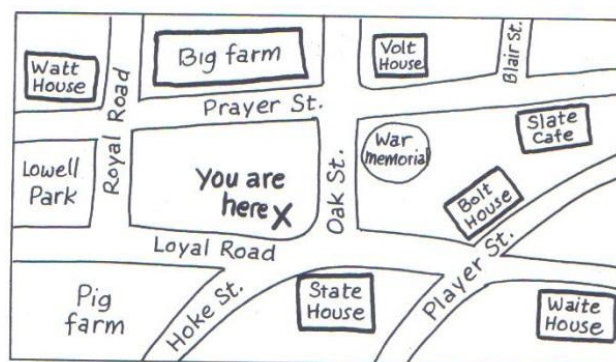 Watt
House
Royal Road
Big farm
Volt
House
Blair St.
Prayer St.
Slate
Cafe
War
memorial
Lowell
Park
You are
here X
Oak St.
Bolt
House
Loyal Road
Player St.
Pig
farm
Hoke St.
State
House
Waite
House